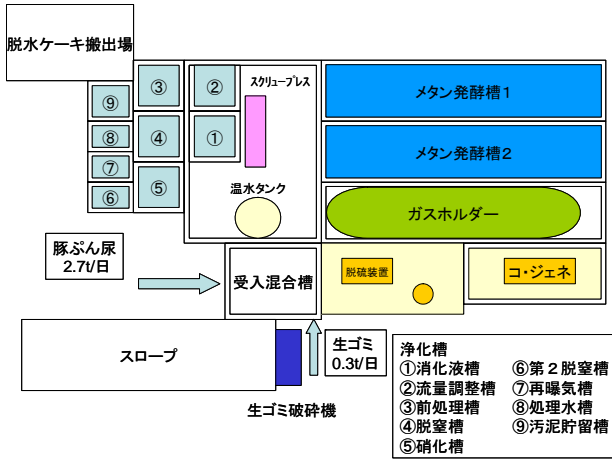 脱水ケーキ搬出場
⑨
⑧
⑦
⑥
③
④
⑤
②
①
スクリュープレス
温水タンク
メタン発酵槽1
メタン発酵槽2
ガスホルダー
豚ぷん尿
2.7t/日
受入混合槽
脱硫装置
コ・ジェネ
スロープ
生ゴミ
0.3t/日
生ゴミ破砕機
浄化槽
①消化液槽
②流量調整槽
③前処理槽
④脱窒槽
⑤硝化槽
⑥第2脱窒槽
⑦再曝気槽
⑧処理水槽
⑨汚泥貯留槽